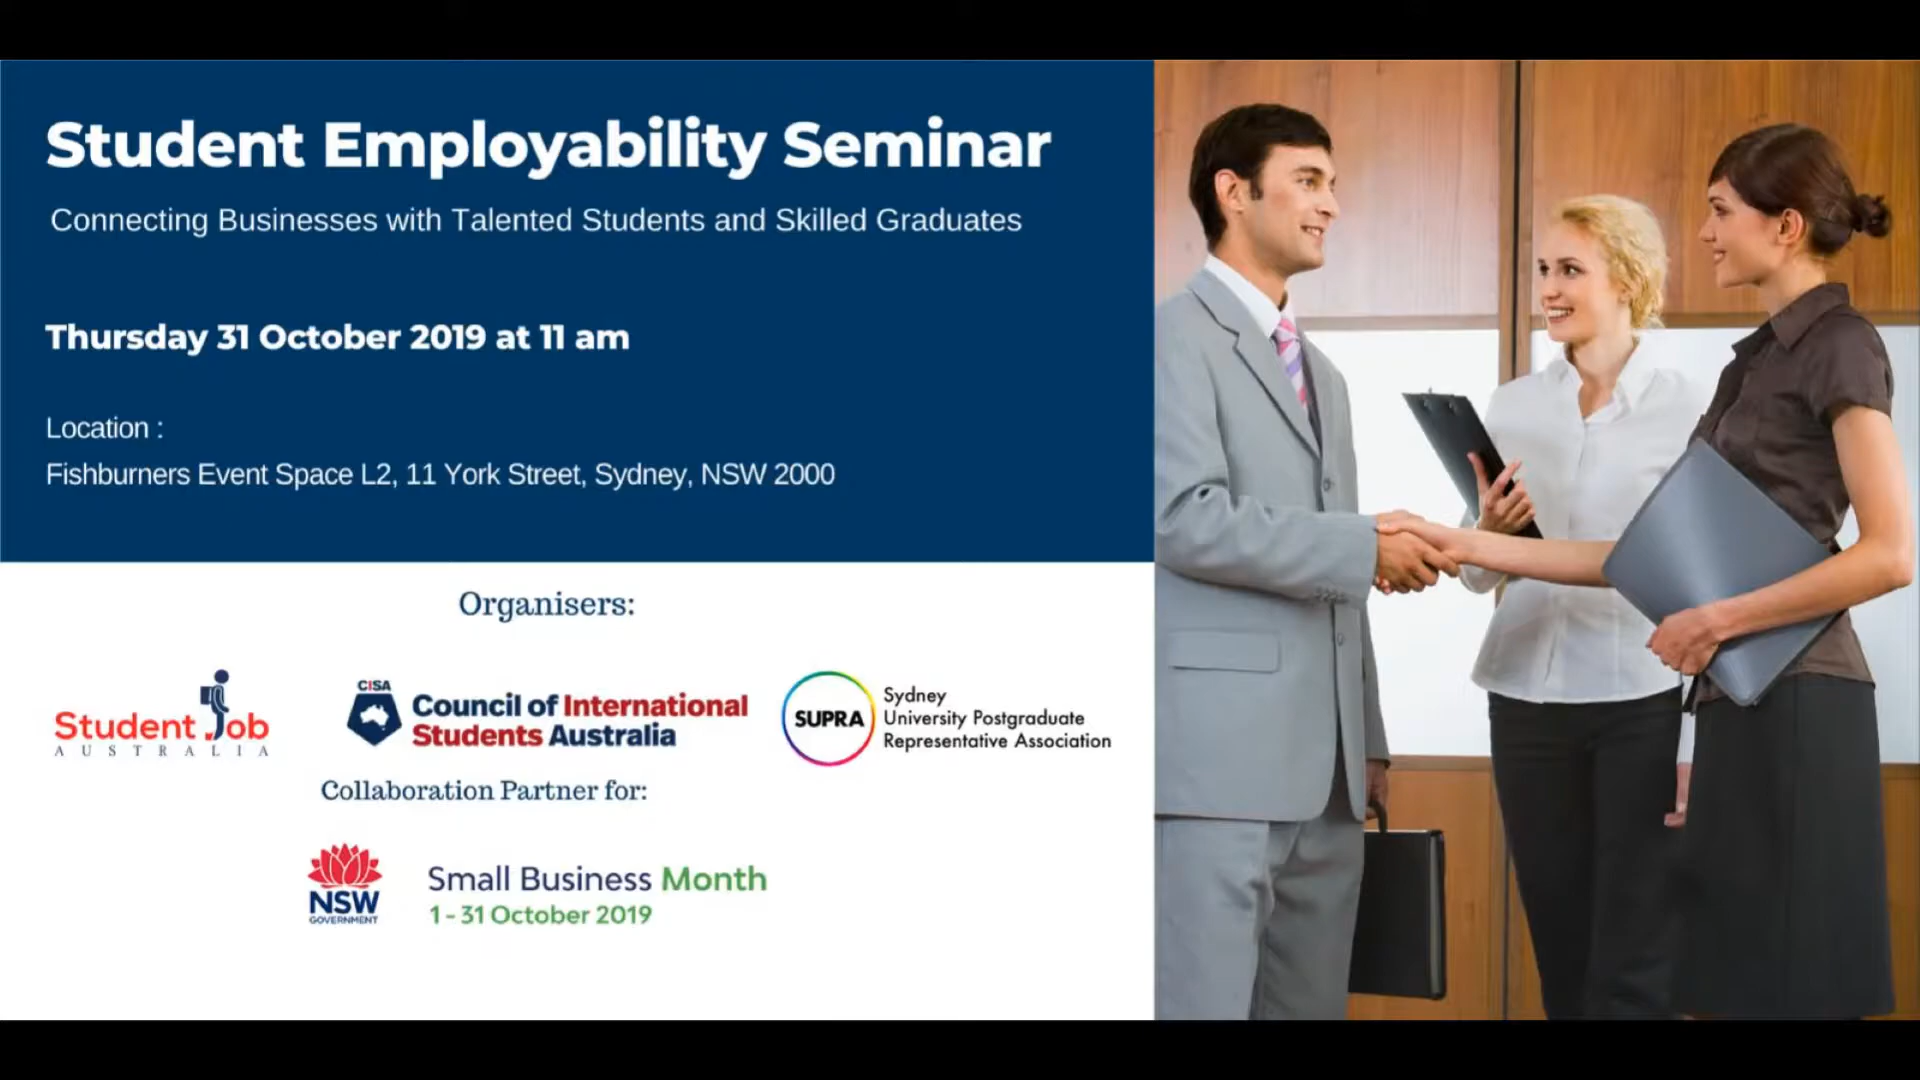 Student Employability Seminar
Connecting Businesses with Talented Students and Skilled Graduates
Thursday 31 October 2019 at 11 am
Location :
Fishburners Event Space L2, 11 York Street, Sydney, NSW 2000
Organisers:
Student Job
AUSTRALIA
CISA
Council of International
Students Australia
SUPRA
Sydney
University Postgraduate
Representative Association
Collaboration Partner for:
NSW
GOVERNMENT
Small Business Month
1 - 31 October 2019